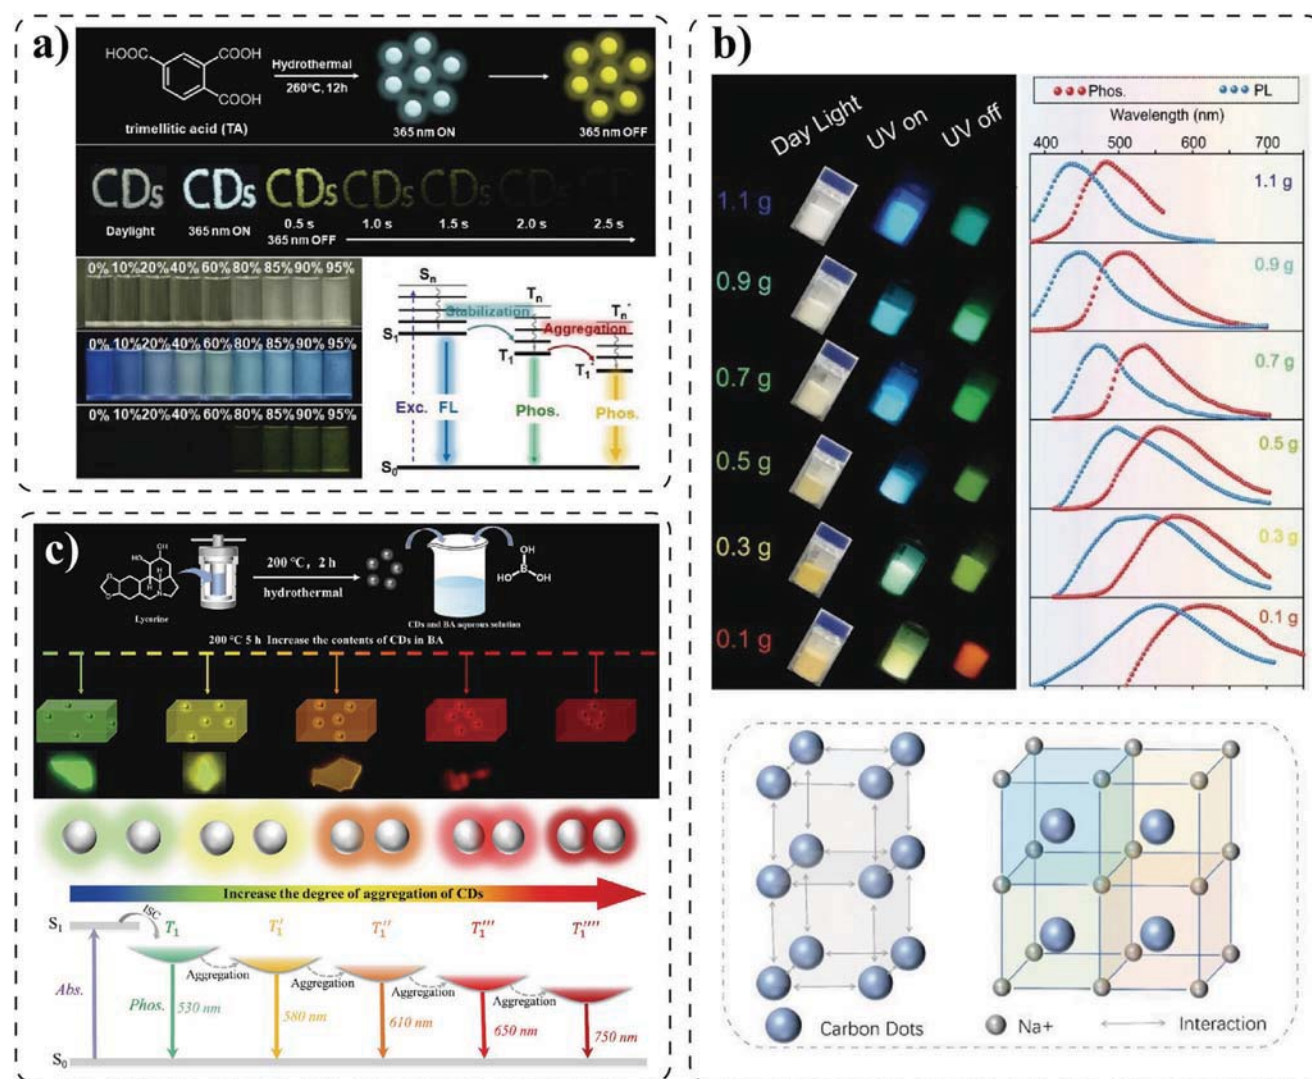 a)
HOOC
COOH
COOH
trimellitic acid (TA)
Hydrothermal
260°C, 12h
365 nm ON
365 nm OFF
CDs CDs CDs CDs CDs CDs CDs
Daylight
365 nm ON
0.5 s
365 nm OFF
1.0 s
1.5 s
2.0 s
2.5 s
0% 10% 20% 40% 60% 80% 85% 90% 95%
0% 10% 20% 40% 60% 80% 85% 90% 95%
0% 10% 20% 40% 60% 80% 85% 90% 95%
Sn
S1
Stabilization
Tn
T1
Aggregation
Tn*
T1*
Exc.
FL
Phos.
Phos.
S0
b)
Day Light
UV on
UV off
1.1 g
0.9 g
0.7 g
0.5 g
0.3 g
0.1 g
Phos.
PL
Wavelength (nm)
400 500 600 700
1.1 g
0.9 g
0.7 g
0.5 g
0.3 g
0.1 g
Carbon Dots
Na+
Interaction
c)
HO
OH
H
H
O
O
N
Lycorine
200 °C, 2 h
hydrothermal
OH
B
HO
OH
CDs and BA aqueous solution
200 °C 5 h Increase the contents of CDs in BA
Increase the degree of aggregation of CDs
S1
ISC
T1
T1'
T1''
T1'''
T1''''
Aggregation
Aggregation
Aggregation
Aggregation
Abs.
Phos.
530 nm
580 nm
610 nm
650 nm
750 nm
S0